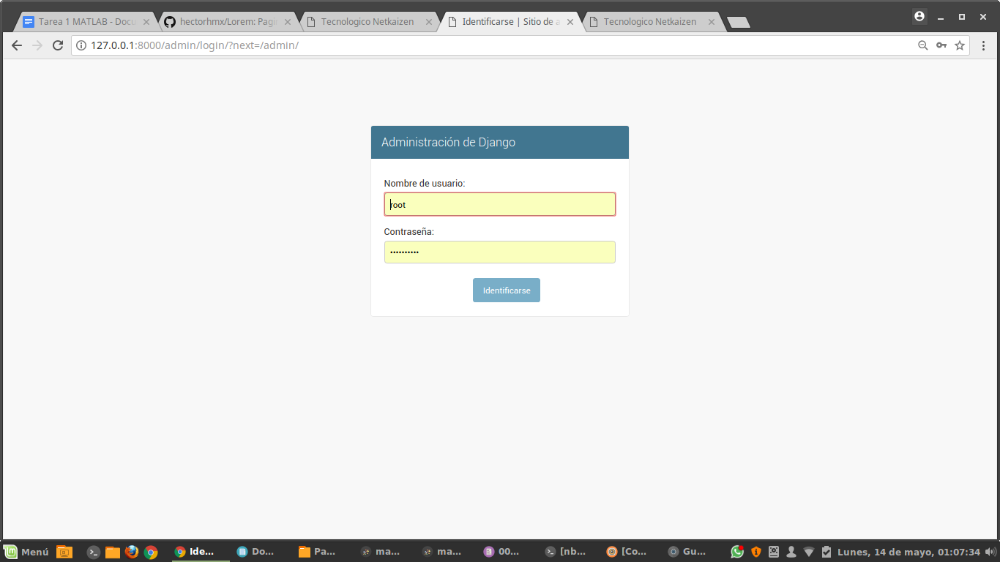 Tarea 1 MATLAB - Docu
hectorhmx/Lorem: Pagi
Tecnologico Netkaizen
Identificarse | Sitio de a
Tecnologico Netkaizen
127.0.0.1:8000/admin/login/?next=/admin/
Administración de Django
Nombre de usuario:
root
Contraseña:
••••••••••
Identificarse
Menú
Ide...
Do...
Pa...
ma...
ma...
00...
[nb...
[Co...
Gu...
Lunes, 14 de mayo, 01:07:34